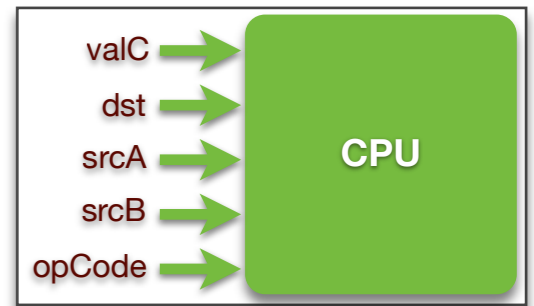 valC
dst
srcA
CPU
srcB
opCode